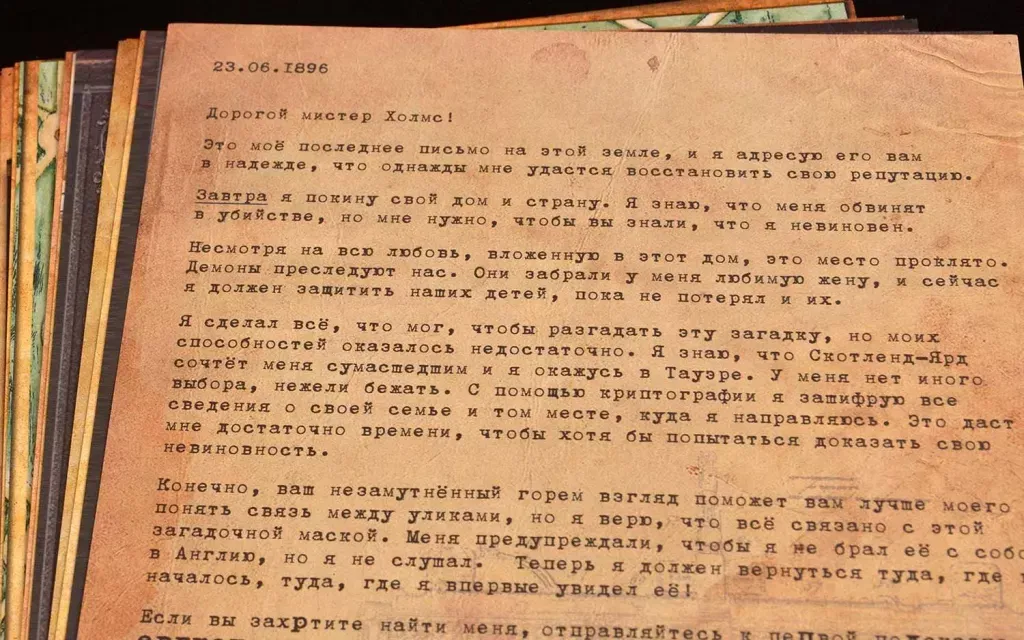 23.06.1896
Дорогой мистер Холмс!
Это моё последнее письмо на этой земле, и я адресую его вам
в надежде, что однажды мне удастся восстановить свою репутацию.
Завтра я покину свой дом и страну. Я знаю, что меня обвинят
в убийстве, но мне нужно, чтобы вы знали, что я невиновен.
Несмотря на всю любовь, вложенную в этот дом, это место проклято.
Демоны преследуют нас. Они забрали у меня любимую жену, и сейчас
я должен защитить наших детей, пока не потерял и их.
Я сделал всё, что мог, чтобы разгадать эту загадку, но моих
способностей оказалось недостаточно. Я знаю, что Скотленд-Ярд
сочтёт меня сумасшедшим и я окажусь в Тауэре. У меня нет иного
выбора, нежели бежать. С помощью криптографии я зашифрую все
сведения о своей семье и том месте, куда я направляюсь. Это даст
мне достаточно времени, чтобы хотя бы попытаться доказать свою
невиновность.
Конечно, ваш незамутнённый горем взгляд поможет вам лучше моего
понять связь между уликами, но я верю, что всё связано с этой
загадочной маской. Меня предупреждали, чтобы я не брал её с собо
в Англию, но я не слушал. Теперь я должен вернуться туда, где
началось, туда, где я впервые увидел её!
Если вы захртите найти меня, отправляйтесь к